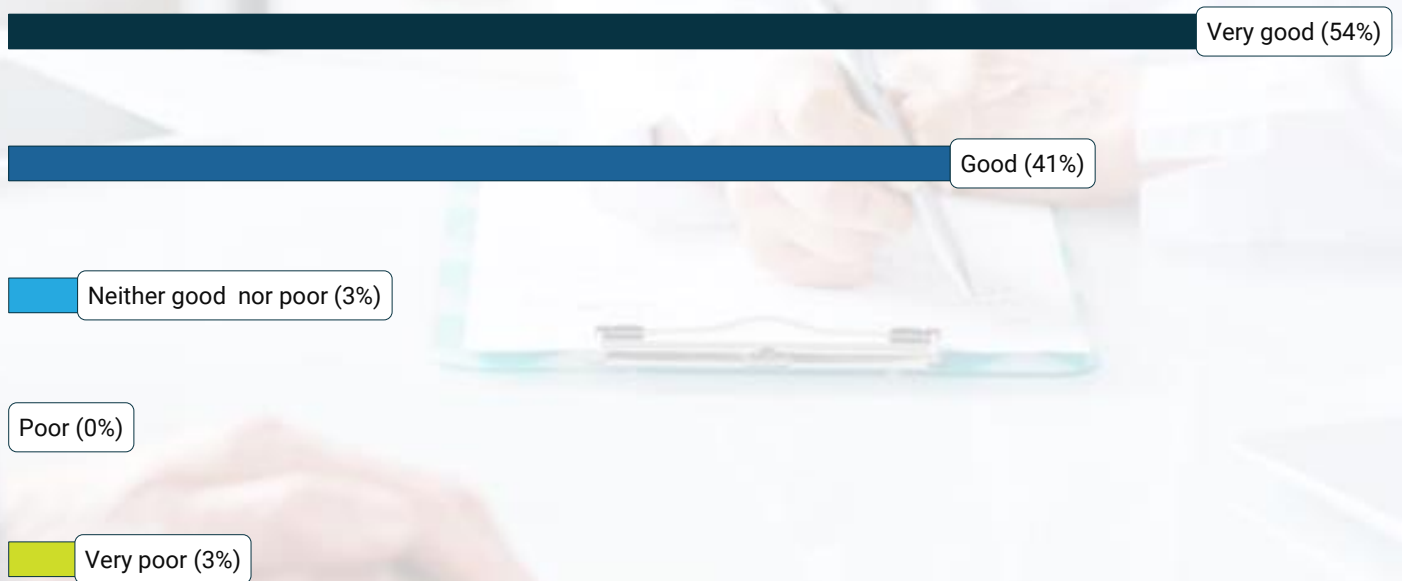 Very good (54%)
Good (41%)
Neither good  nor poor (3%)
Poor (0%)
Very poor (3%)